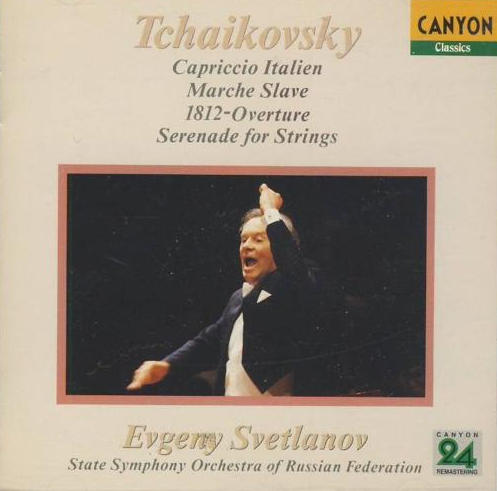 Tchaikovsky
CANYON
Classics
Capriccio Italien
Marche Slave
1812-Overture
Serenade for Strings
Evgeny Svetlanov
State Symphony Orchestra of Russian Federation
CANYON
24
REMASTERING